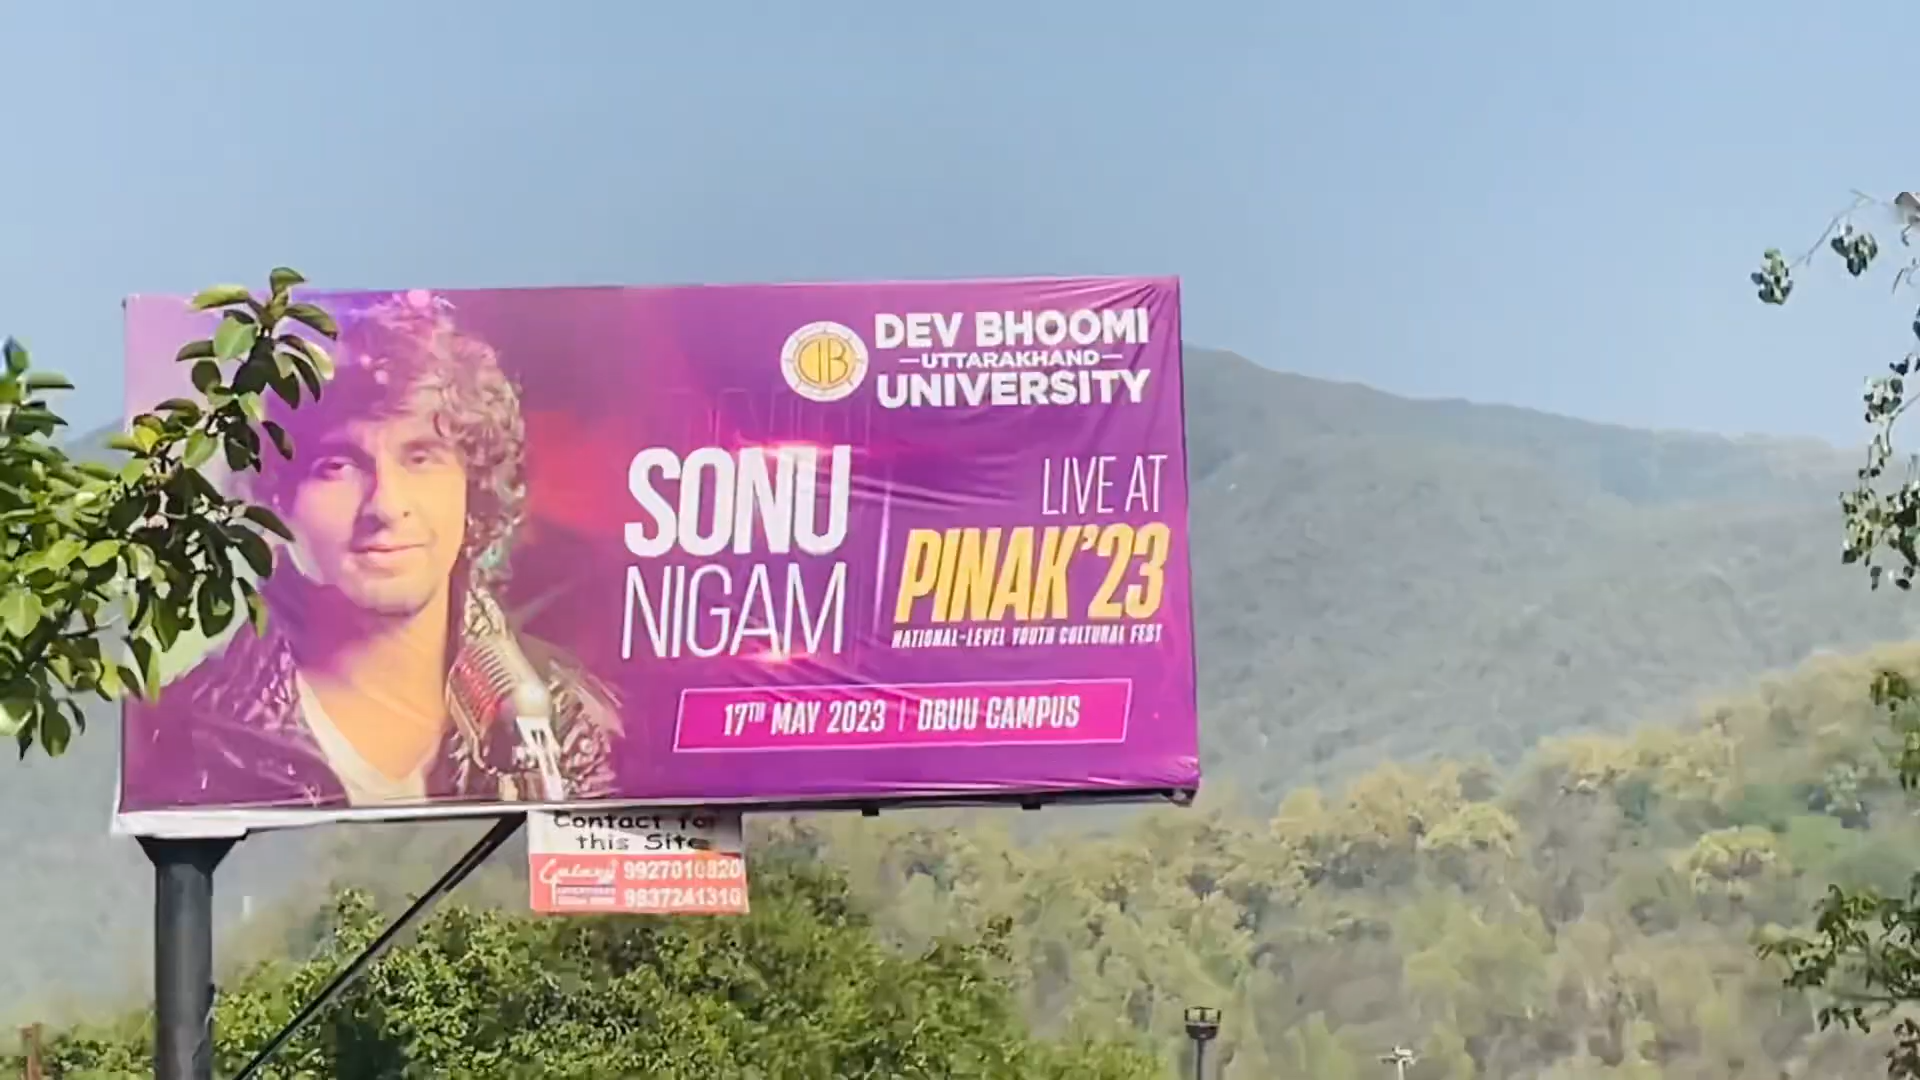 DEV BHOOMI
UTTARAKHAND
UNIVERSITY
SONU
NIGAM
LIVE AT
PINAK'23
NATIONAL-LEVEL YOUTH CULTURAL FEST
17TH MAY 2023 | DBUU CAMPUS
Contact for
this Site
Galaxy 9927010820
9837241310